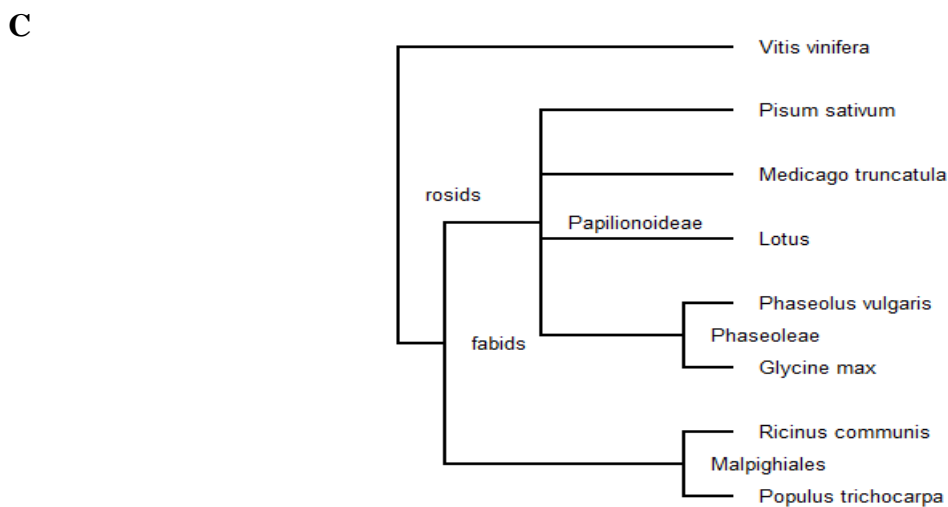 C
Vitis vinifera
Pisum sativum
Medicago truncatula
rosids
Papilionoideae
Lotus
Phaseolus vulgaris
Phaseoleae
fabids
Glycine max
Ricinus communis
Malpighiales
Populus trichocarpa